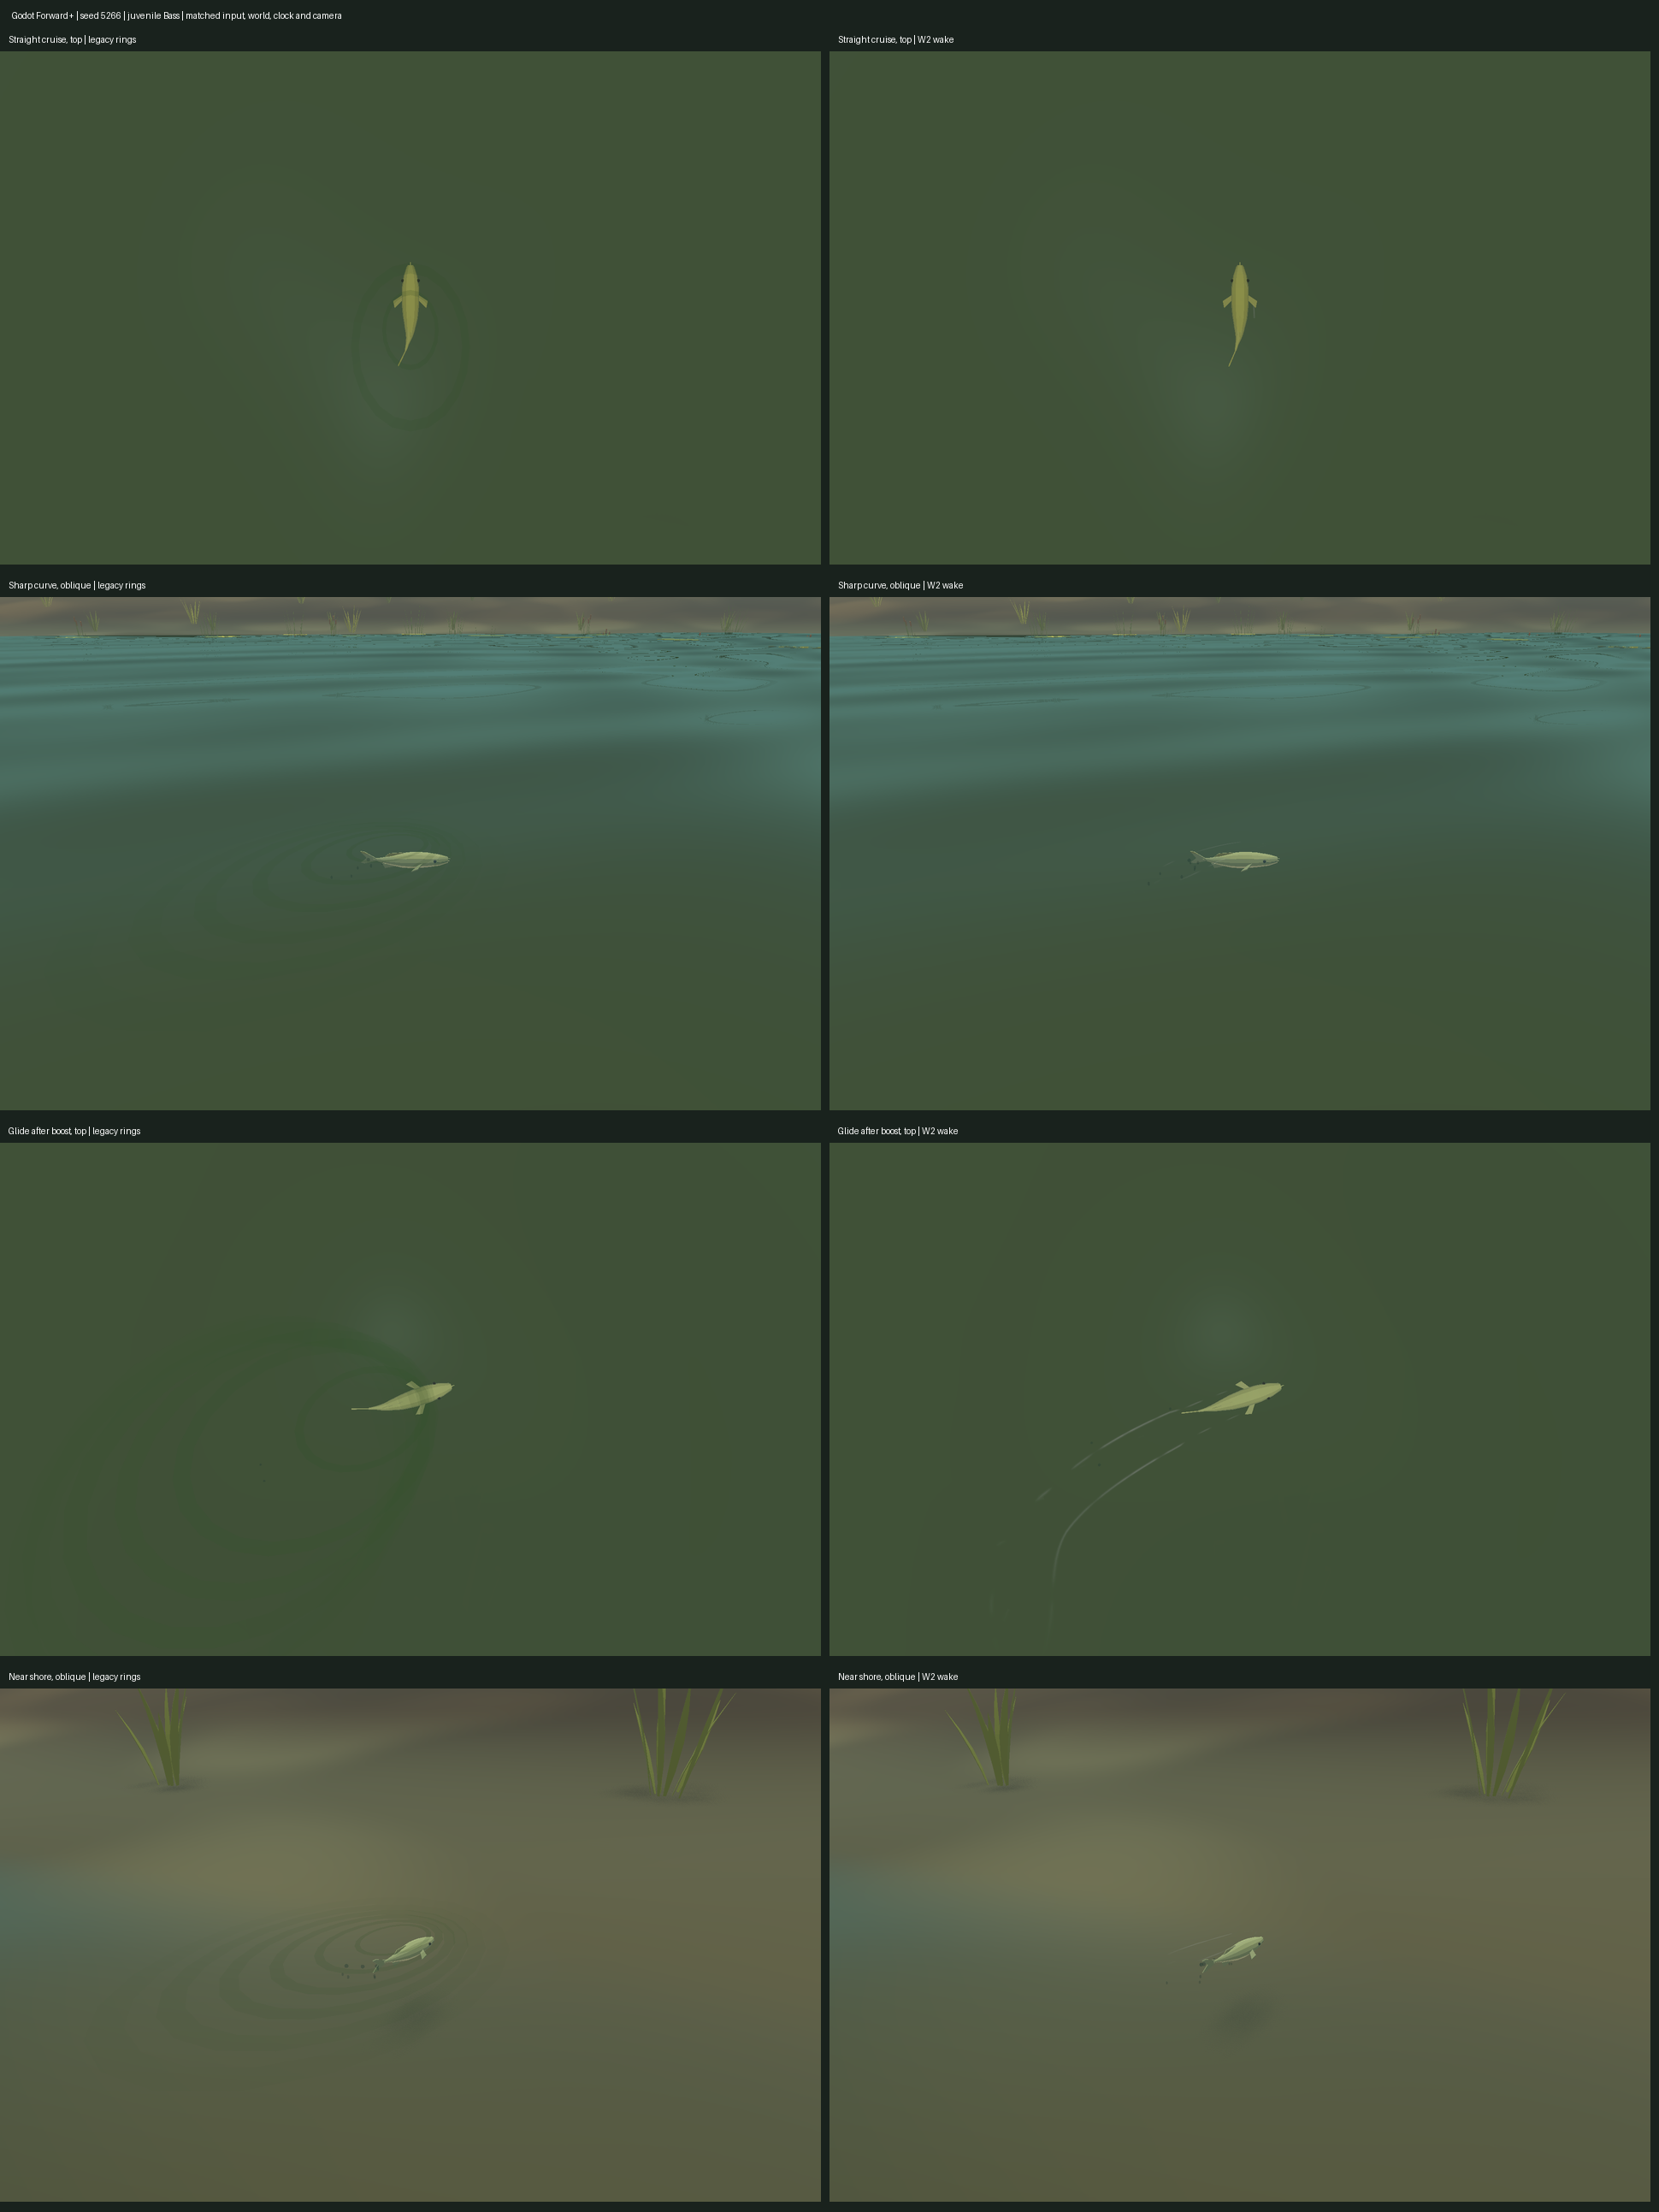 Godot Forward+ | seed 5266 | juvenile Bass | matched input, world, clock and camera
Straight cruise, top | legacy rings
Straight cruise, top | W2 wake
Sharp curve, oblique | legacy rings
Sharp curve, oblique | W2 wake
Glide after boost, top | legacy rings
Glide after boost, top | W2 wake
Near shore, oblique | legacy rings
Near shore, oblique | W2 wake